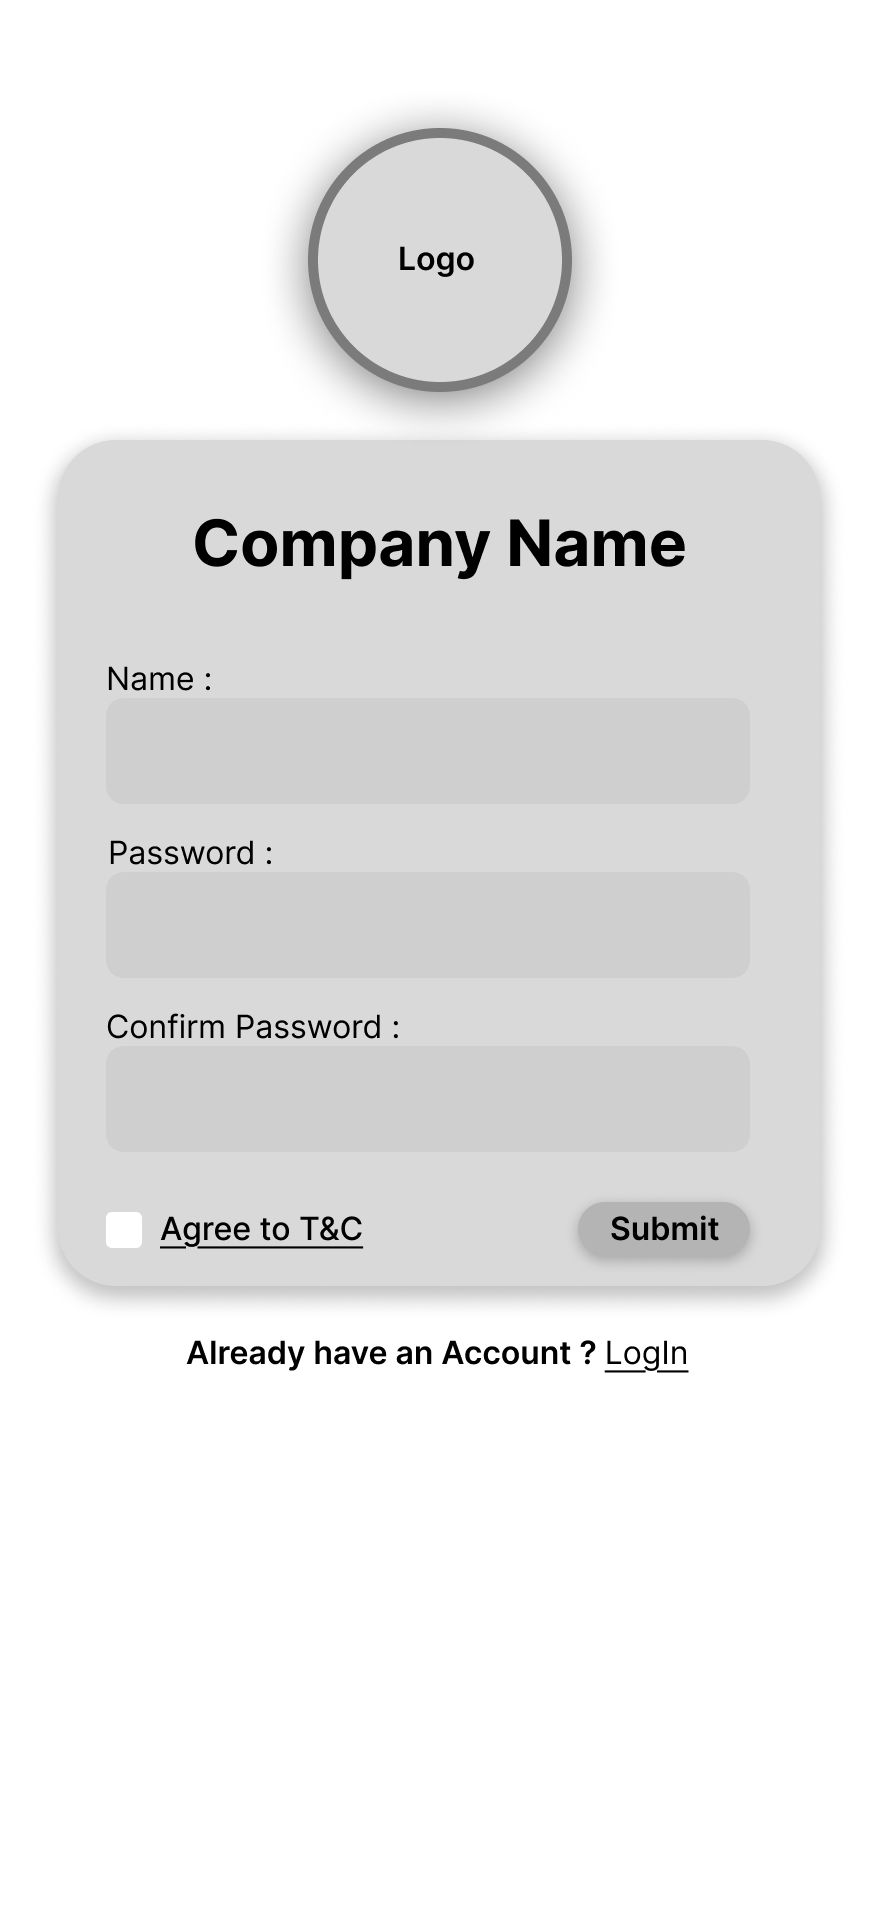 Logo
Company Name
Name :
Password :
Confirm Password :
Agree to T&C
Submit
Already have an Account ? LogIn